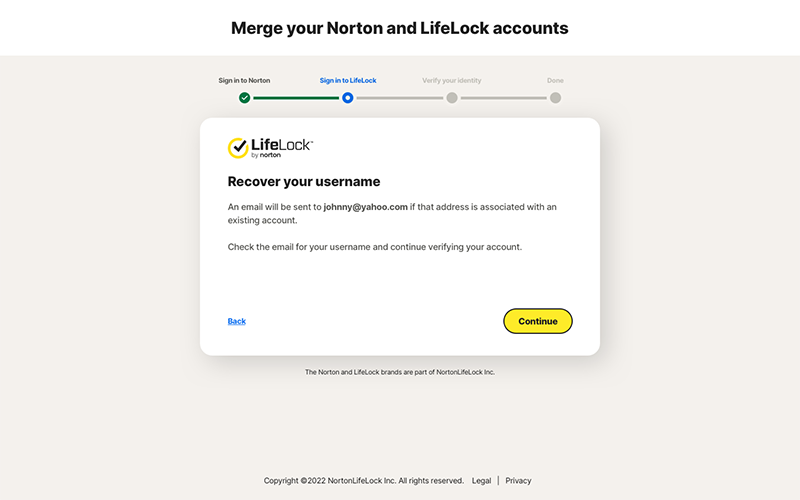 Merge your Norton and LifeLock accounts
Sign in to Norton
Sign in to LifeLock
Verify your identity
Done
LifeLock™
by norton
Recover your username
An email will be sent to johnny@yahoo.com if that address is associated with an
existing account.
Check the email for your username and continue verifying your account.
Back
Continue
The Norton and LifeLock brands are part of NortonLifeLock Inc.
Copyright ©2022 NortonLifeLock Inc. All rights reserved. Legal | Privacy